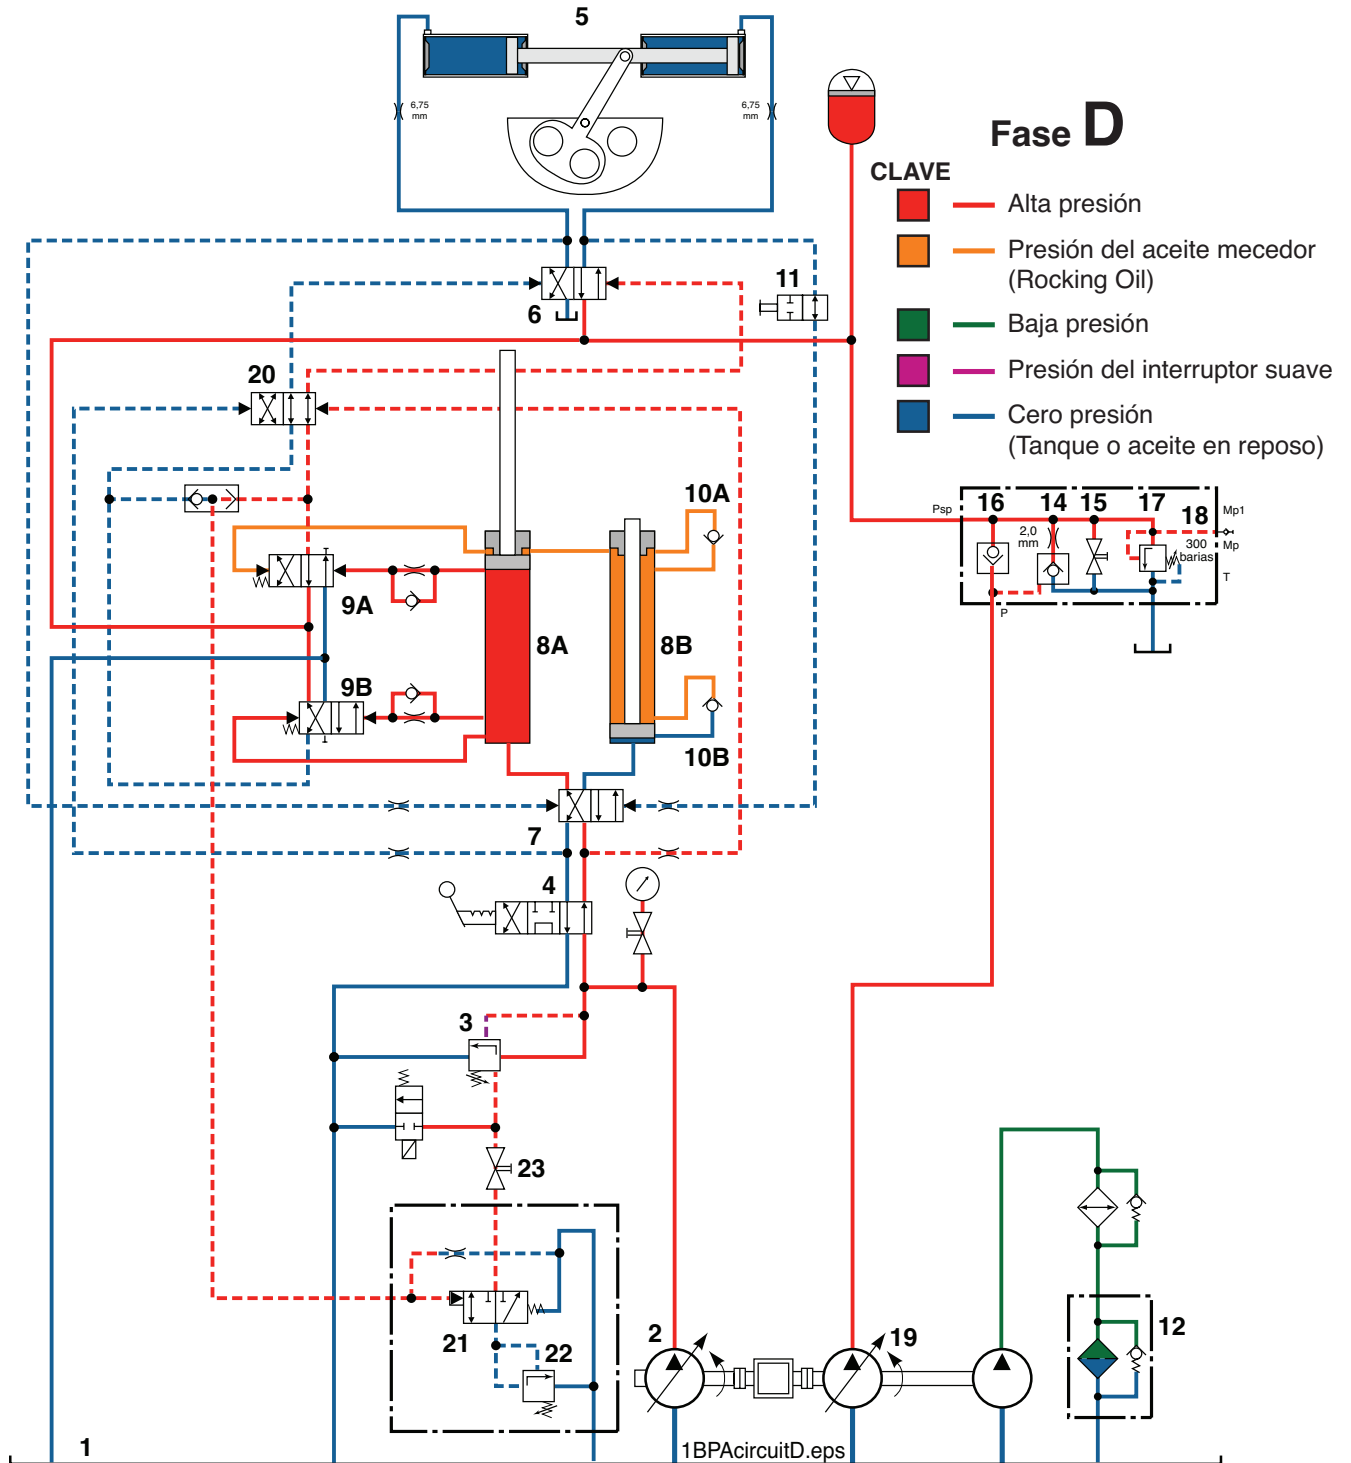 5
6,75
mm
6,75
mm
Fase D
CLAVE
Alta presión
Presión del aceite mecedor
(Rocking Oil)
Baja presión
Presión del interruptor suave
Cero presión
(Tanque o aceite en reposo)
11
6
20
10A
Psp
16
14
15
17
18
Mp1
2,0
mm
300
barias
Mp
T
P
9A
8A
8B
9B
10B
7
4
3
23
21
22
2
19
12
1
1BPAcircuitD.eps